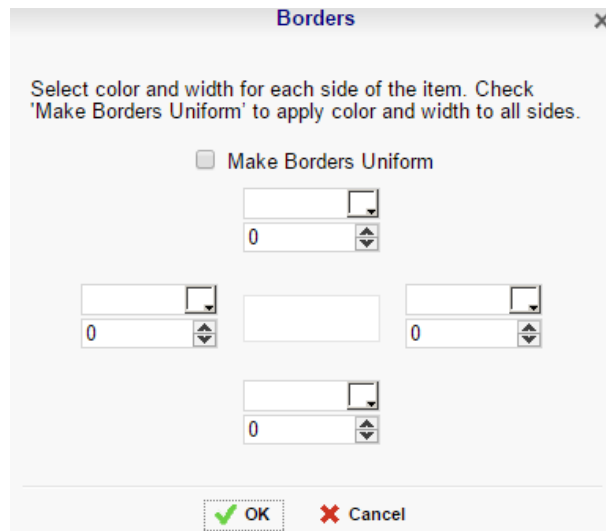 Borders
Select color and width for each side of the item. Check
'Make Borders Uniform' to apply color and width to all sides.
Make Borders Uniform
0
0
0
0
OK
Cancel